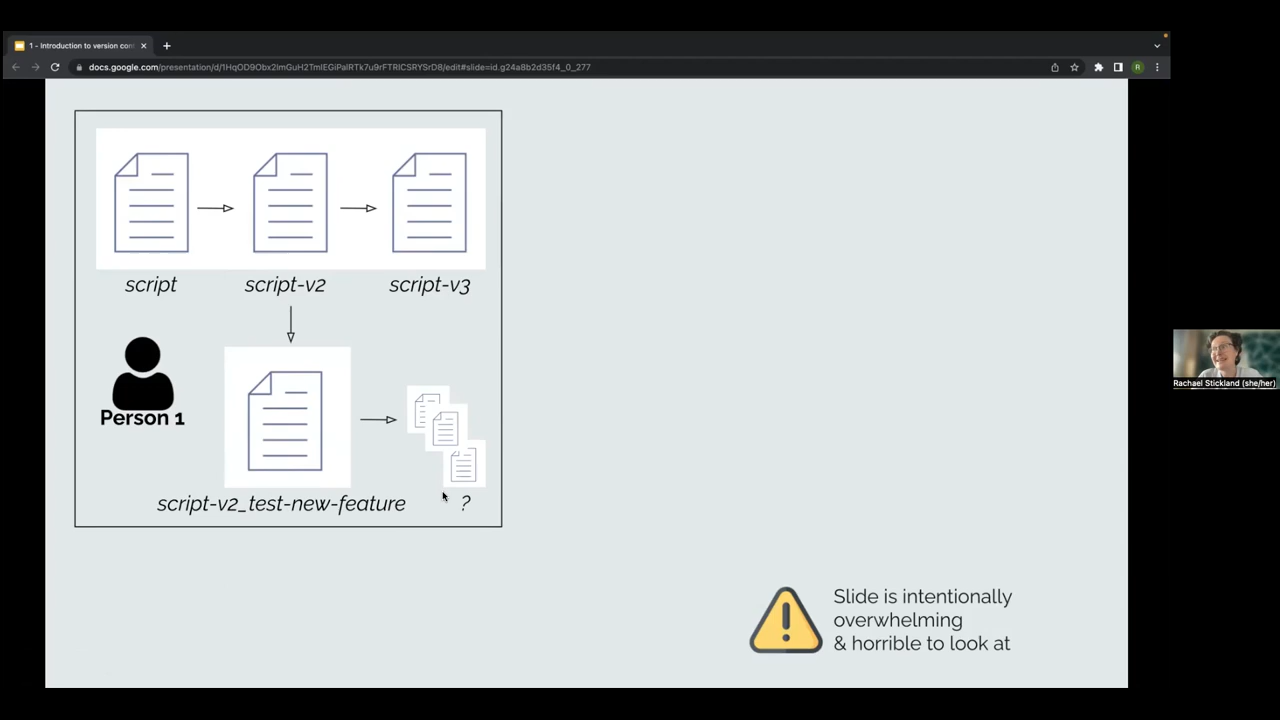 1 - Introduction to version con
docs.google.com/presentation/d/1HqOD9Obx2lmGuH2TmIEGiPalRTk7u9rFTRlCSRYSrD8/edit#slide=id.g24a8b2d35f4_0_277
R
script script-v2 script-v3
Person 1
script-v2_test-new-feature ?
Slide is intentionally
overwhelming
& horrible to look at
Rachael Stickland (she/her)